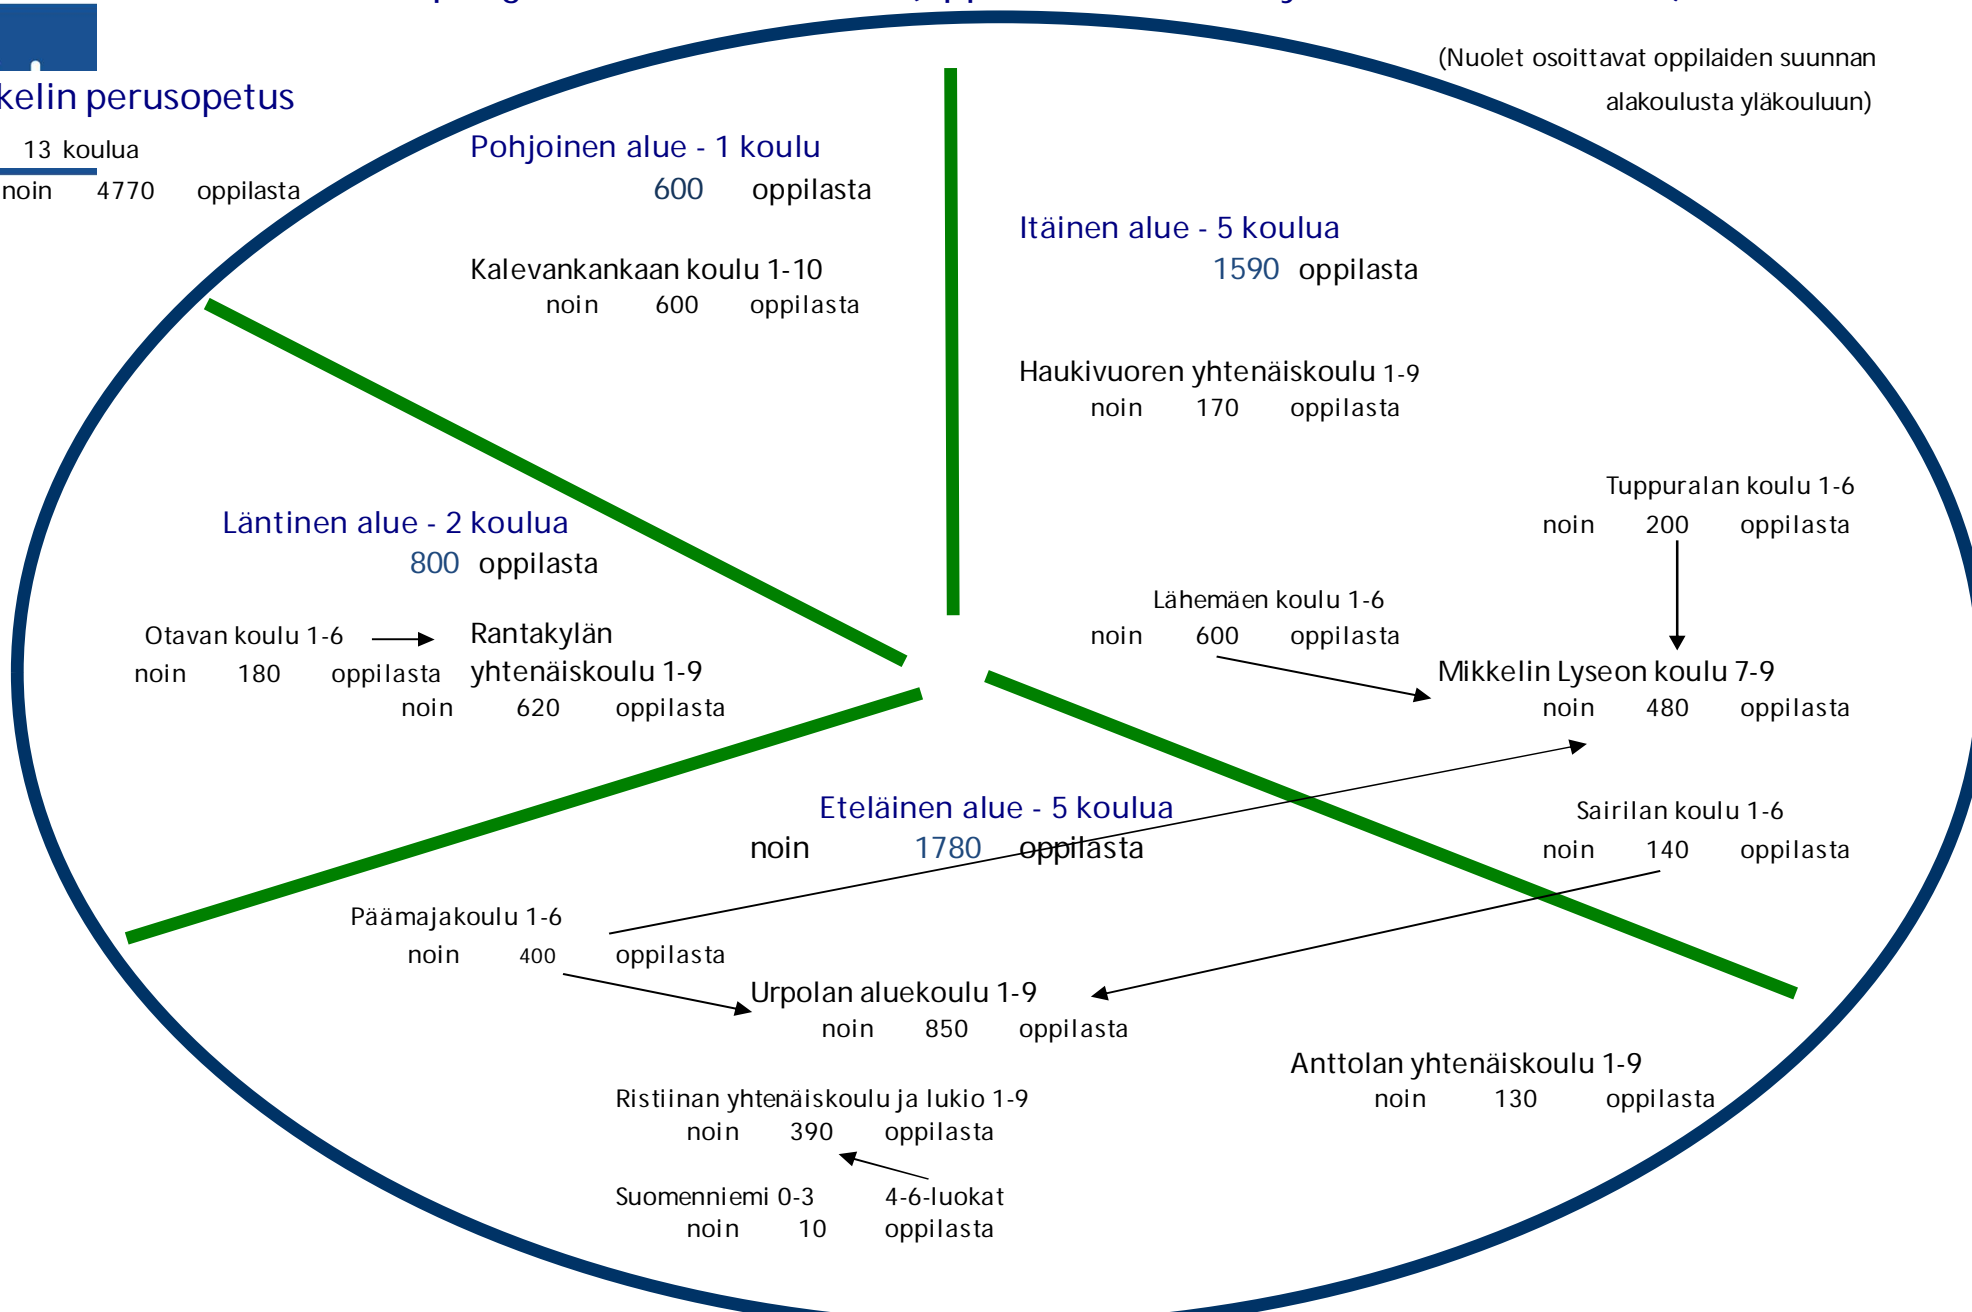 (Nuolet osoittavat oppilaiden suunnan
alakoulusta yläkouluun)
kelin perusopetus
13 koulua
noin 4770 oppilasta
Pohjoinen alue - 1 koulu
600 oppilasta
Kalevankankaan koulu 1-10
noin 600 oppilasta
Itäinen alue - 5 koulua
1590 oppilasta
Haukivuoren yhtenäiskoulu 1-9
noin 170 oppilasta
Tuppuralan koulu 1-6
noin 200 oppilasta
Lähemäen koulu 1-6
noin 600 oppilasta
Mikkelin Lyseon koulu 7-9
noin 480 oppilasta
Sairilan koulu 1-6
noin 140 oppilasta
Läntinen alue - 2 koulua
800 oppilasta
Otavan koulu 1-6
noin 180 oppilasta
Rantakylän
yhtenäiskoulu 1-9
noin 620 oppilasta
Eteläinen alue - 5 koulua
noin 1780 oppilasta
Päämajakoulu 1-6
noin 400 oppilasta
Urpolan aluekoulu 1-9
noin 850 oppilasta
Anttolan yhtenäiskoulu 1-9
noin 130 oppilasta
Ristiinan yhtenäiskoulu ja lukio 1-9
noin 390 oppilasta
Suomenniemi 0-3 4-6-luokat
noin 10 oppilasta